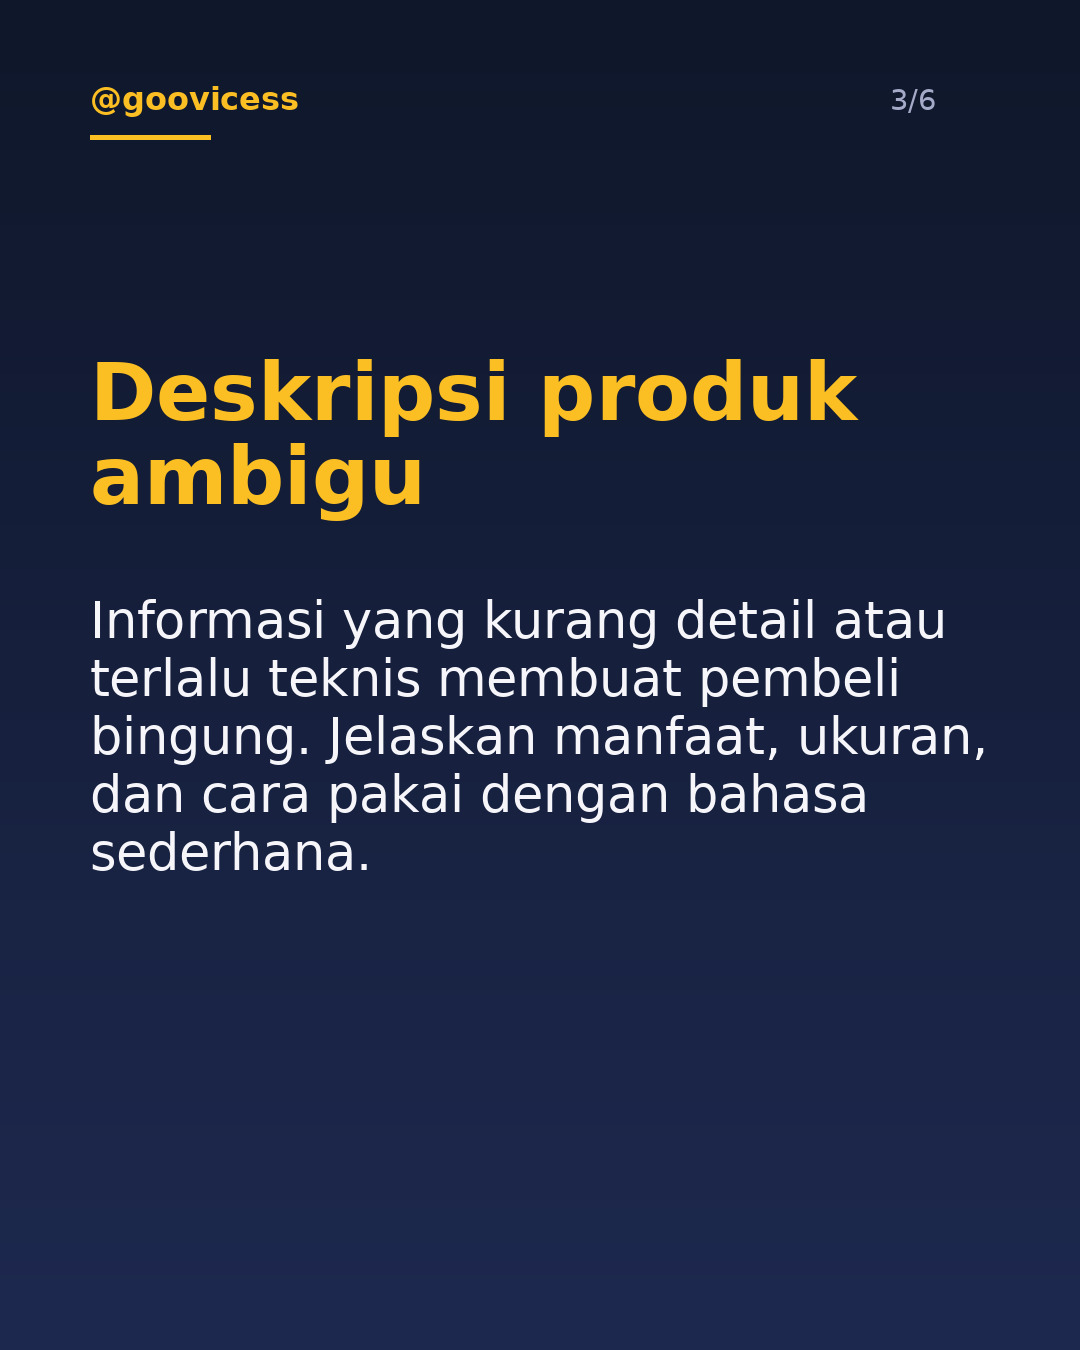 @goovicess
3/6
Deskripsi produk
ambigu
Informasi yang kurang detail atau
terlalu teknis membuat pembeli
bingung. Jelaskan manfaat, ukuran,
dan cara pakai dengan bahasa
sederhana.